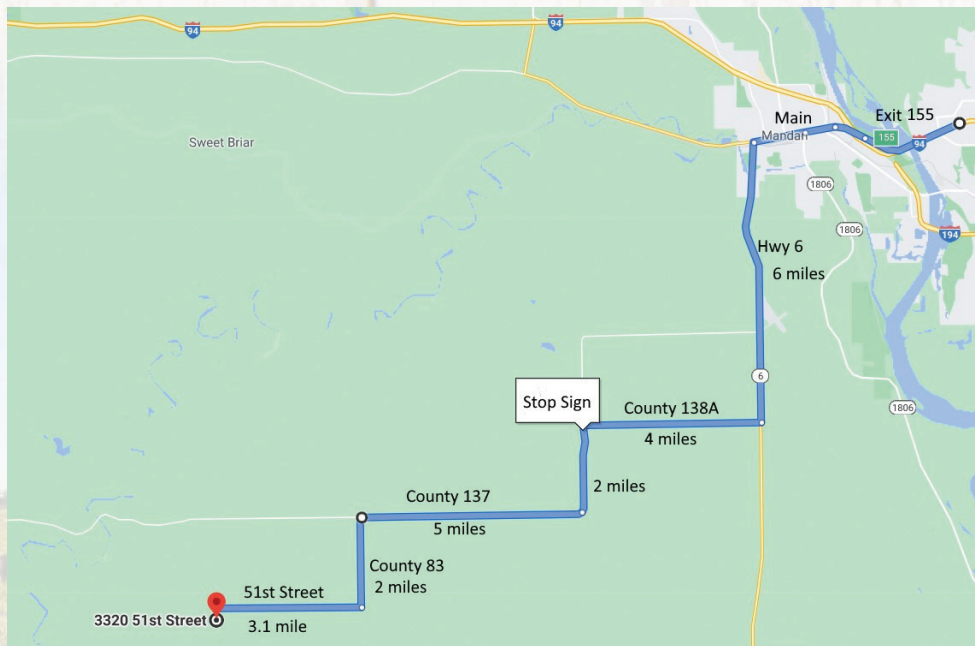 94
94
Exit 155
Main
Mandan
155
94
Sweet Briar
1806
1806
194
Hwy 6
6 miles
6
Stop Sign
County 138A
1806
4 miles
2 miles
County 137
5 miles
County 83
2 miles
51st Street
3320 51st Street
3.1 mile